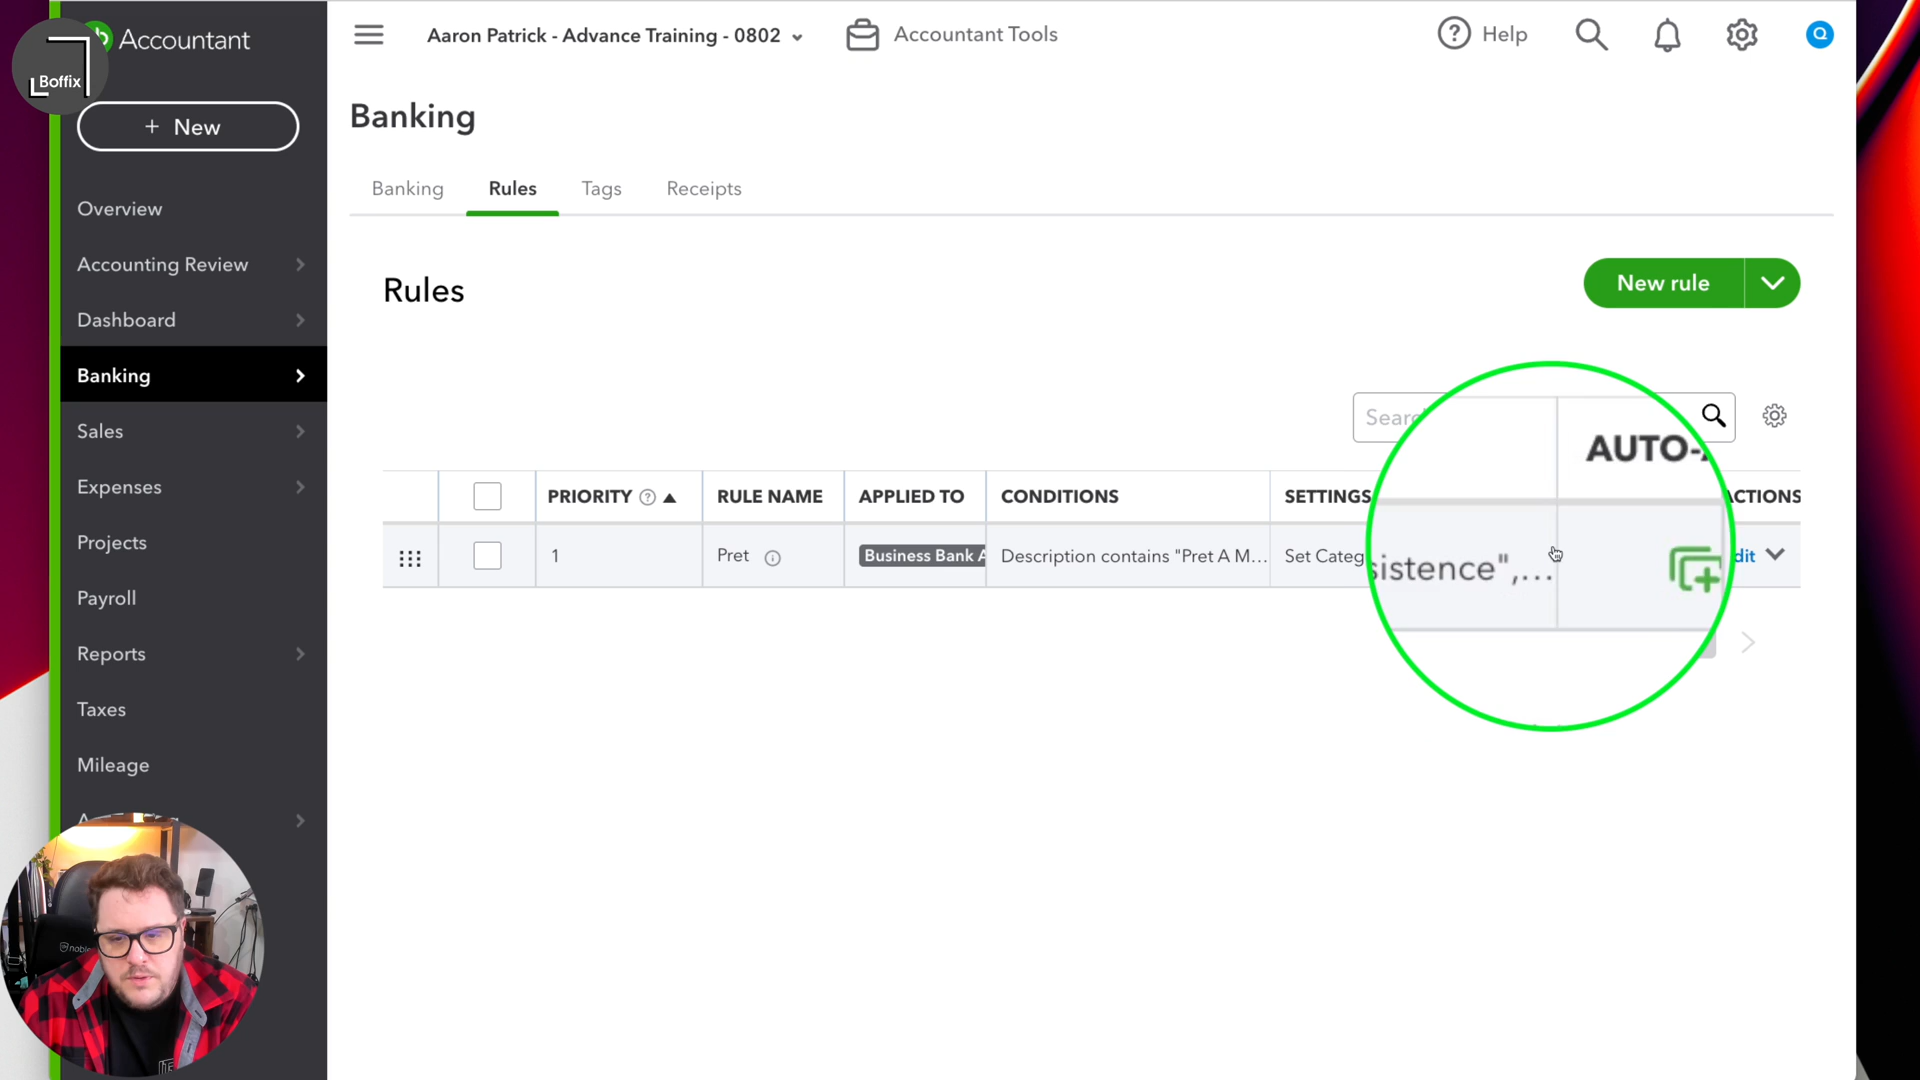 Boffix
Accountant
Aaron Patrick - Advance Training - 0802
Accountant Tools
Help
Q
+ New
Overview
Accounting Review
Dashboard
Banking
Sales
Expenses
Projects
Payroll
Reports
Taxes
Mileage
Banking
Banking Rules Tags Receipts
Rules
New rule
PRIORITY RULE NAME APPLIED TO CONDITIONS SETTINGS AUTO- ACTIONS
1 Pret Business Bank A Description contains "Pret A M... Set Categ sistence",... dit
noble